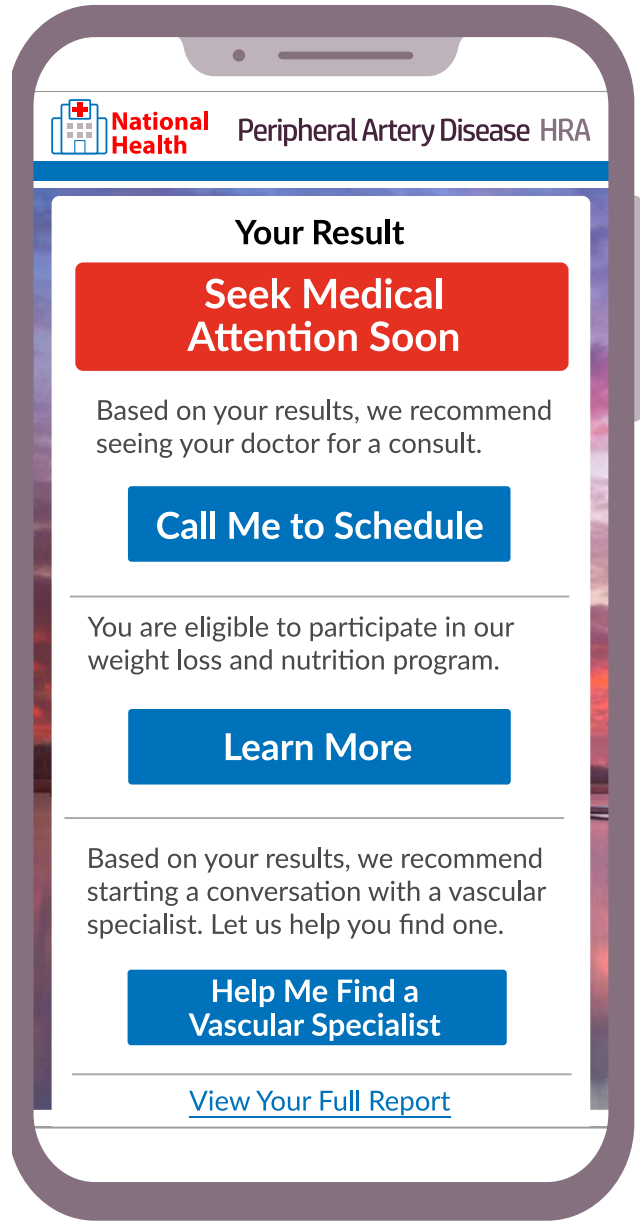 National
Health
Peripheral Artery Disease HRA
Your Result
Seek Medical
Attention Soon
Based on your results, we recommend
seeing your doctor for a consult.
Call Me to Schedule
You are eligible to participate in our
weight loss and nutrition program.
Learn More
Based on your results, we recommend
starting a conversation with a vascular
specialist. Let us help you find one.
Help Me Find a
Vascular Specialist
View Your Full Report